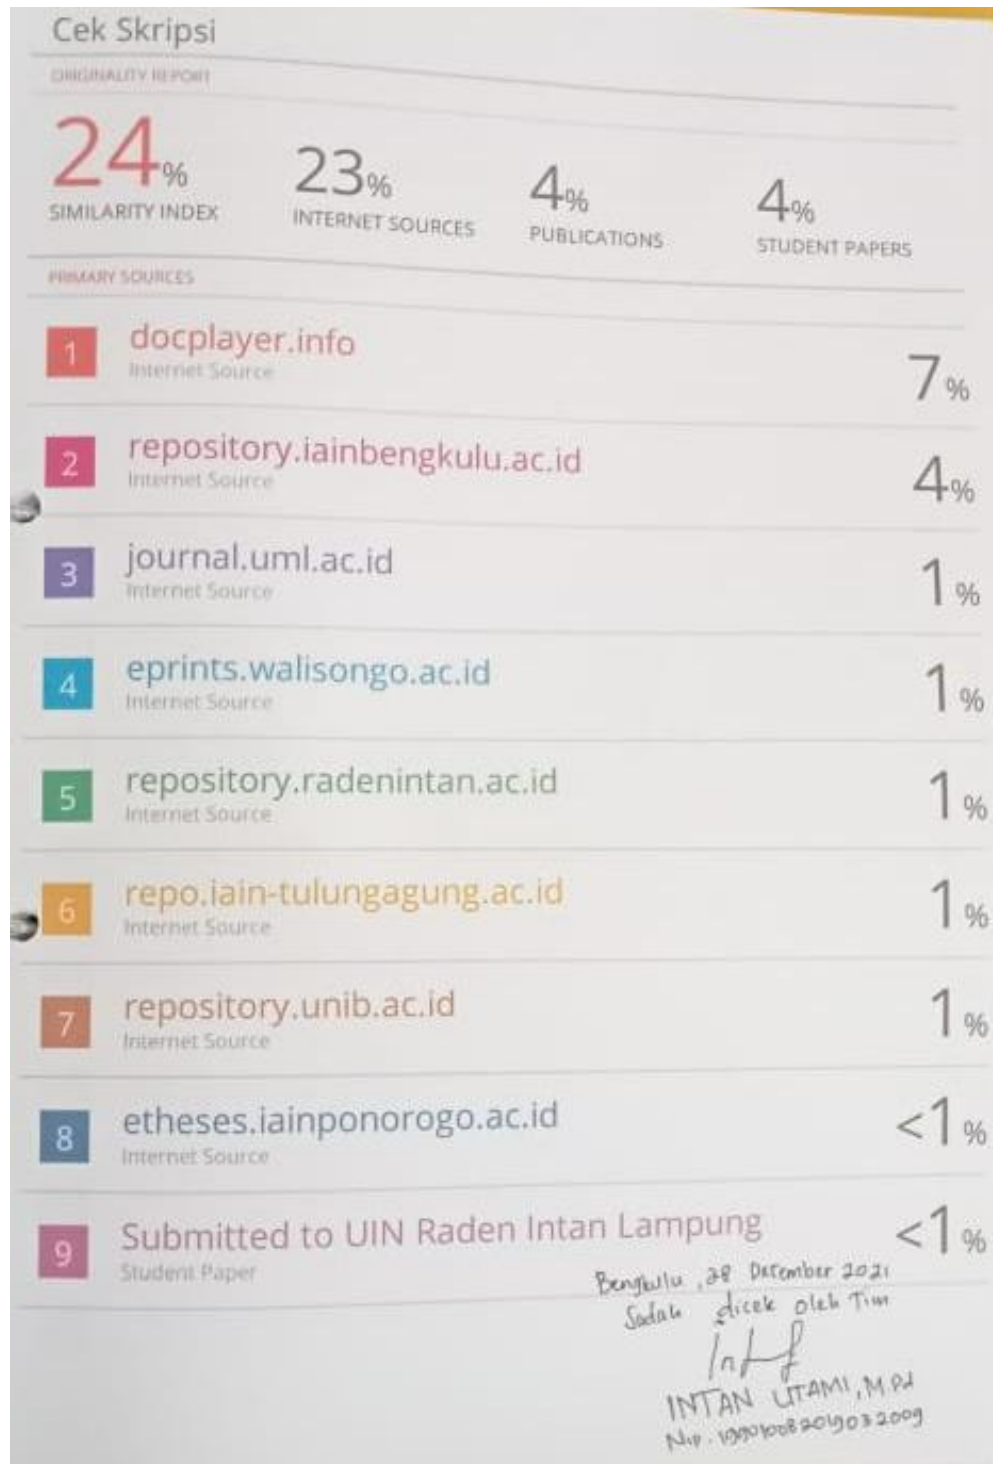 Cek Skripsi
ORIGINALITY REPORT
24% 23% 4% 4%
SIMILARITY INDEX INTERNET SOURCES PUBLICATIONS STUDENT PAPERS
PRIMARY SOURCES
1 docplayer.info 7%
Internet Source
2 repository.iainbengkulu.ac.id 4%
Internet Source
3 journal.uml.ac.id 1%
Internet Source
4 eprints.walisongo.ac.id 1%
Internet Source
5 repository.radenintan.ac.id 1%
Internet Source
6 repo.iain-tulungagung.ac.id 1%
Internet Source
7 repository.unib.ac.id 1%
Internet Source
8 etheses.iainponorogo.ac.id <1%
Internet Source
9 Submitted to UIN Raden Intan Lampung <1%
Student Paper
Bengkulu, 28 Desember 2021
Sudah dicek oleh Tim
INTAN UTAMI, M.Pd
Nip. 199010082019032009